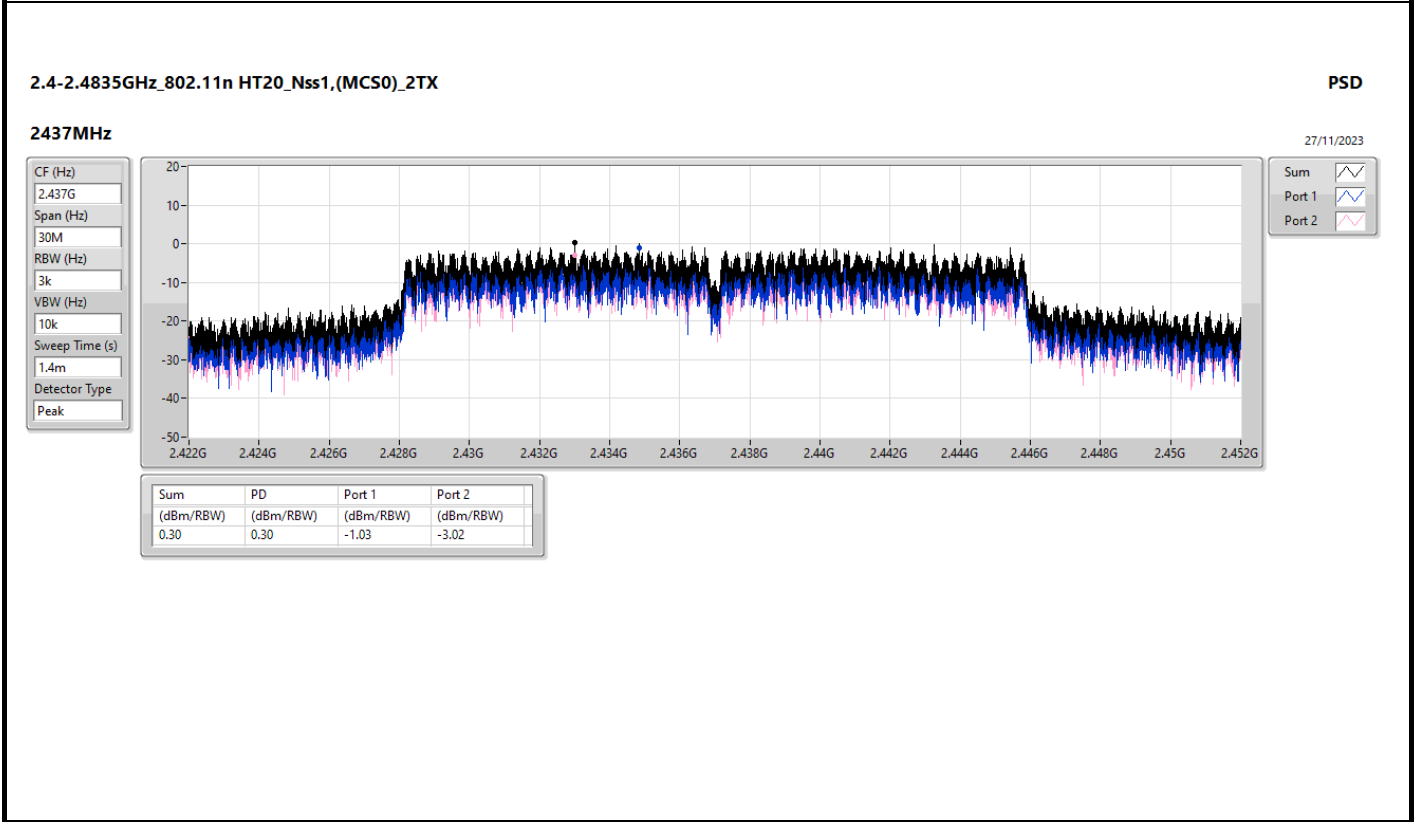 2.4-2.4835GHz_802.11n HT20_Nss1,(MCS0)_2TX
PSD
2437MHz
27/11/2023
CF (Hz)
2.437G
Span (Hz)
30M
RBW (Hz)
3k
VBW (Hz)
10k
Sweep Time (s)
1.4m
Detector Type
Peak
20
10
0
-10
-20
-30
-40
-50
2.422G 2.424G 2.426G 2.428G 2.43G 2.432G 2.434G 2.436G 2.438G 2.44G 2.442G 2.444G 2.446G 2.448G 2.45G 2.452G
Sum
Port 1
Port 2
Sum PD Port 1 Port 2
(dBm/RBW) (dBm/RBW) (dBm/RBW) (dBm/RBW)
0.30 0.30 -1.03 -3.02